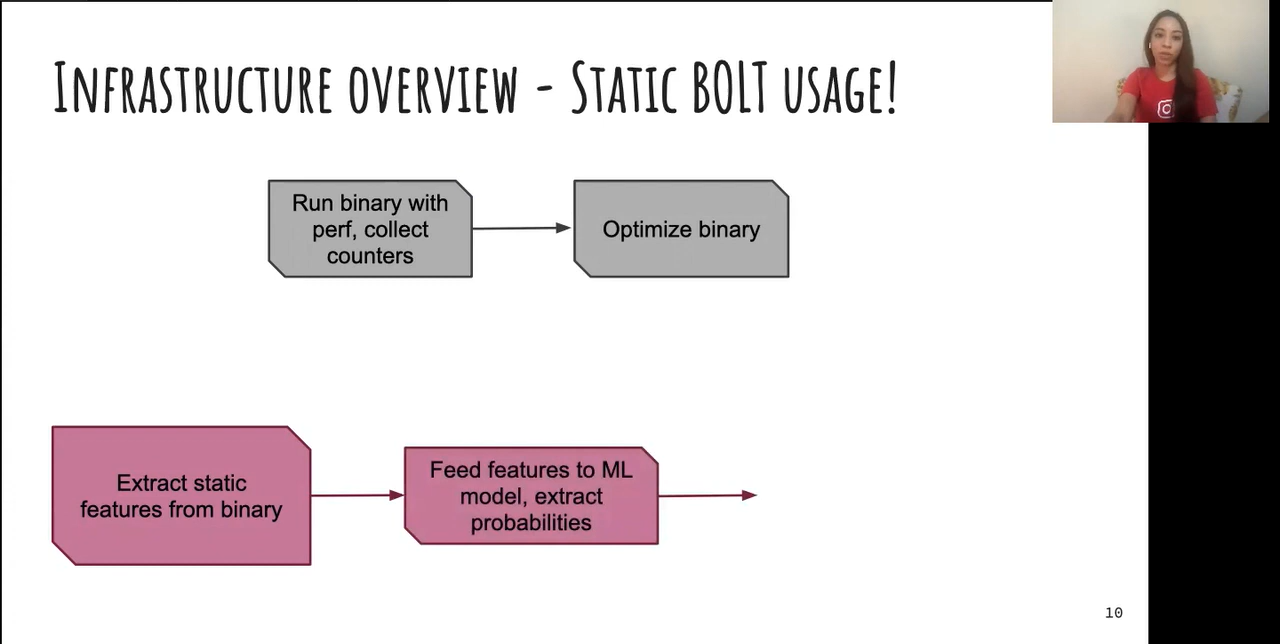 Infrastructure overview - Static BOLT usage!
Run binary with
perf, collect
counters
Optimize binary
Extract static
features from binary
Feed features to ML
model, extract
probabilities
10